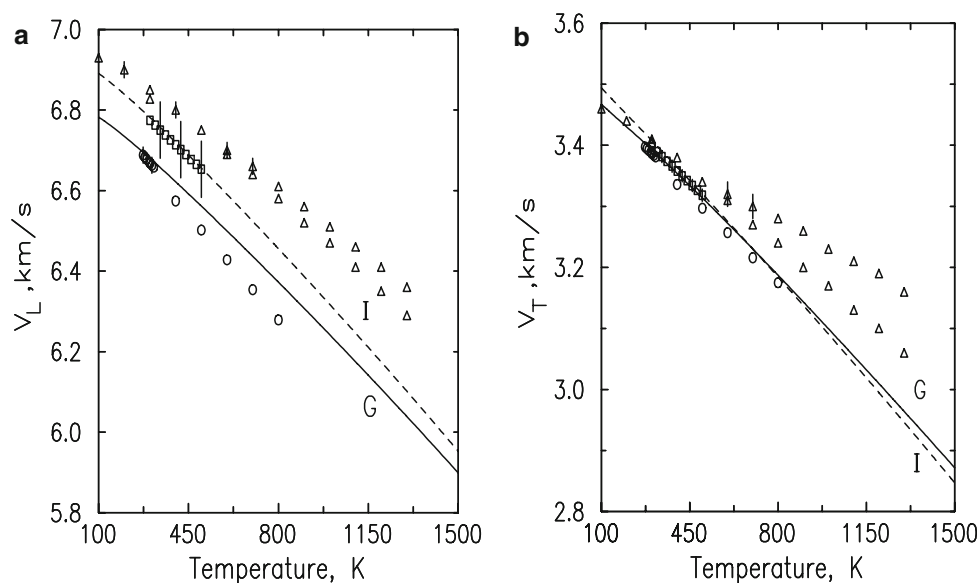 a
7.0
6.8
6.6
6.4
6.2
6.0
5.8
V_L ,km/s
I
G
100 450 800 1150 1500
Temperature, K
b
3.6
3.4
3.2
3.0
2.8
V_T ,km/s
G
I
100 450 800 1150 1500
Temperature, K